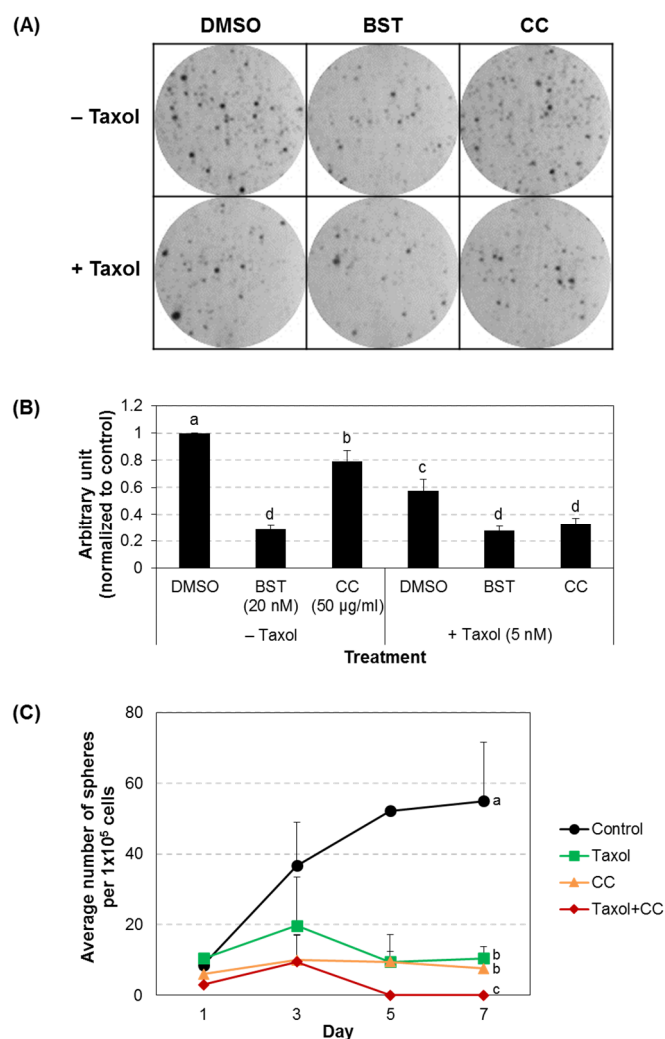 (A)
DMSO BST CC
– Taxol
+ Taxol
(B)
Arbitrary unit
(normalized to control)
1.2
1
0.8
0.6
0.4
0.2
0
a
d
b
c
d
d
DMSO BST CC DMSO BST CC
(20 nM) (50 µg/ml)
– Taxol + Taxol (5 nM)
Treatment
(C)
Average number of spheres
per 1x10⁵ cells
80
60
40
20
0
a
b
b
c
1 3 5 7
Day
Control
Taxol
CC
Taxol+CC